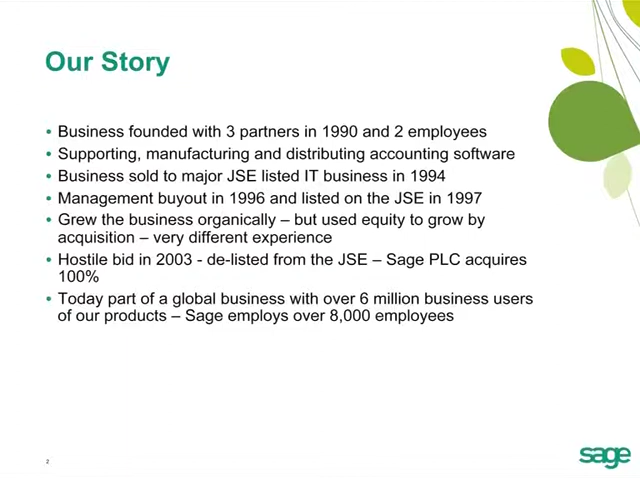 Our Story
• Business founded with 3 partners in 1990 and 2 employees
• Supporting, manufacturing and distributing accounting software
• Business sold to major JSE listed IT business in 1994
• Management buyout in 1996 and listed on the JSE in 1997
• Grew the business organically – but used equity to grow by
acquisition – very different experience
• Hostile bid in 2003 - de-listed from the JSE – Sage PLC acquires
100%
• Today part of a global business with over 6 million business users
of our products – Sage employs over 8,000 employees
2
sage